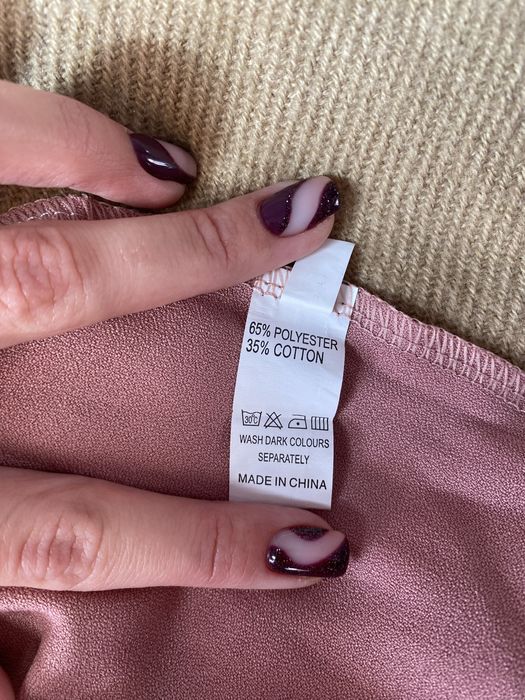 65% POLYESTER
35% COTTON
30°C
WASH DARK COLOURS
SEPARATELY
MADE IN CHINA